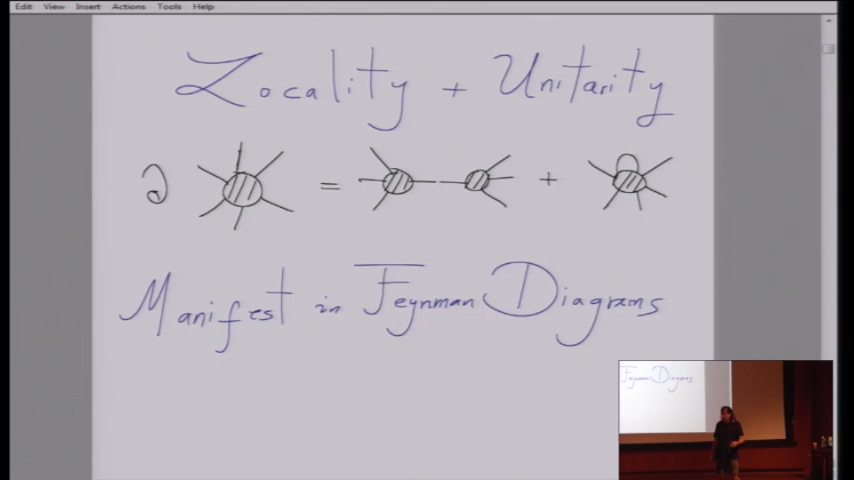 Edit View Insert Actions Tools Help
Locality + Unitarity
∂ = +
Manifest in Feynman Diagrams
Feynman Diagrams